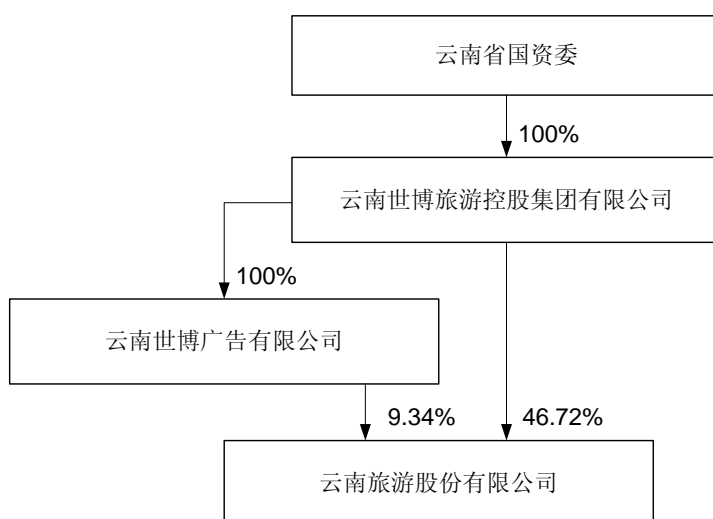 云南省国资委
100%
云南世博旅游控股集团有限公司
100%
云南世博广告有限公司
9.34%
46.72%
云南旅游股份有限公司